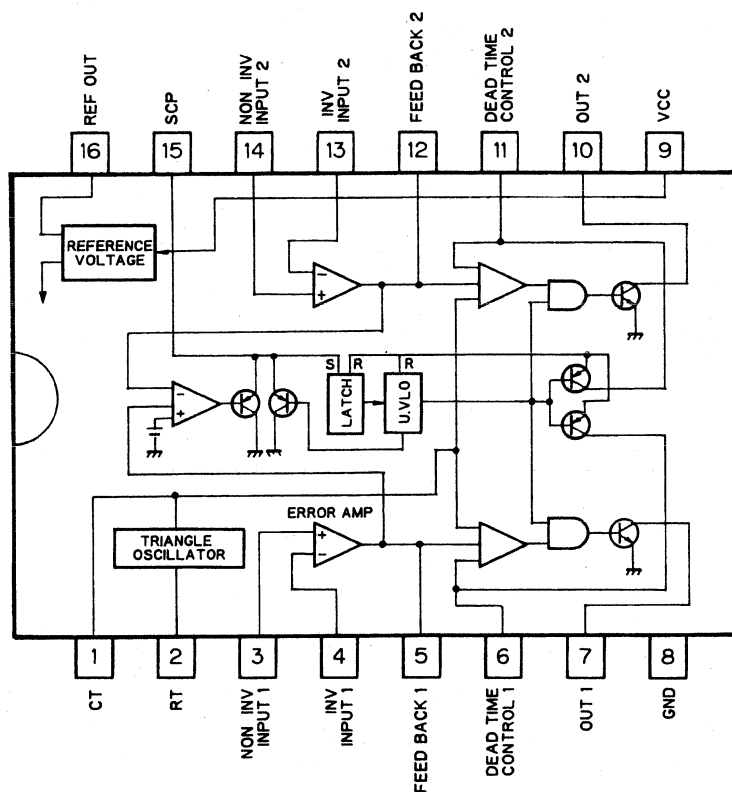 REF OUT
SCP
NON INV
INPUT 2
INV
INPUT 2
FEED BACK 2
DEAD TIME
CONTROL 2
OUT 2
VCC
16
15
14
13
12
11
10
9
REFERENCE
VOLTAGE
-
+
S
R
R
-
+
+
LATCH
U.VLO
ERROR AMP
TRIANGLE
OSCILLATOR
+
-
1
2
3
4
5
6
7
8
CT
RT
NON INV
INPUT 1
INV
INPUT 1
FEED BACK 1
DEAD TIME
CONTROL 1
OUT 1
GND